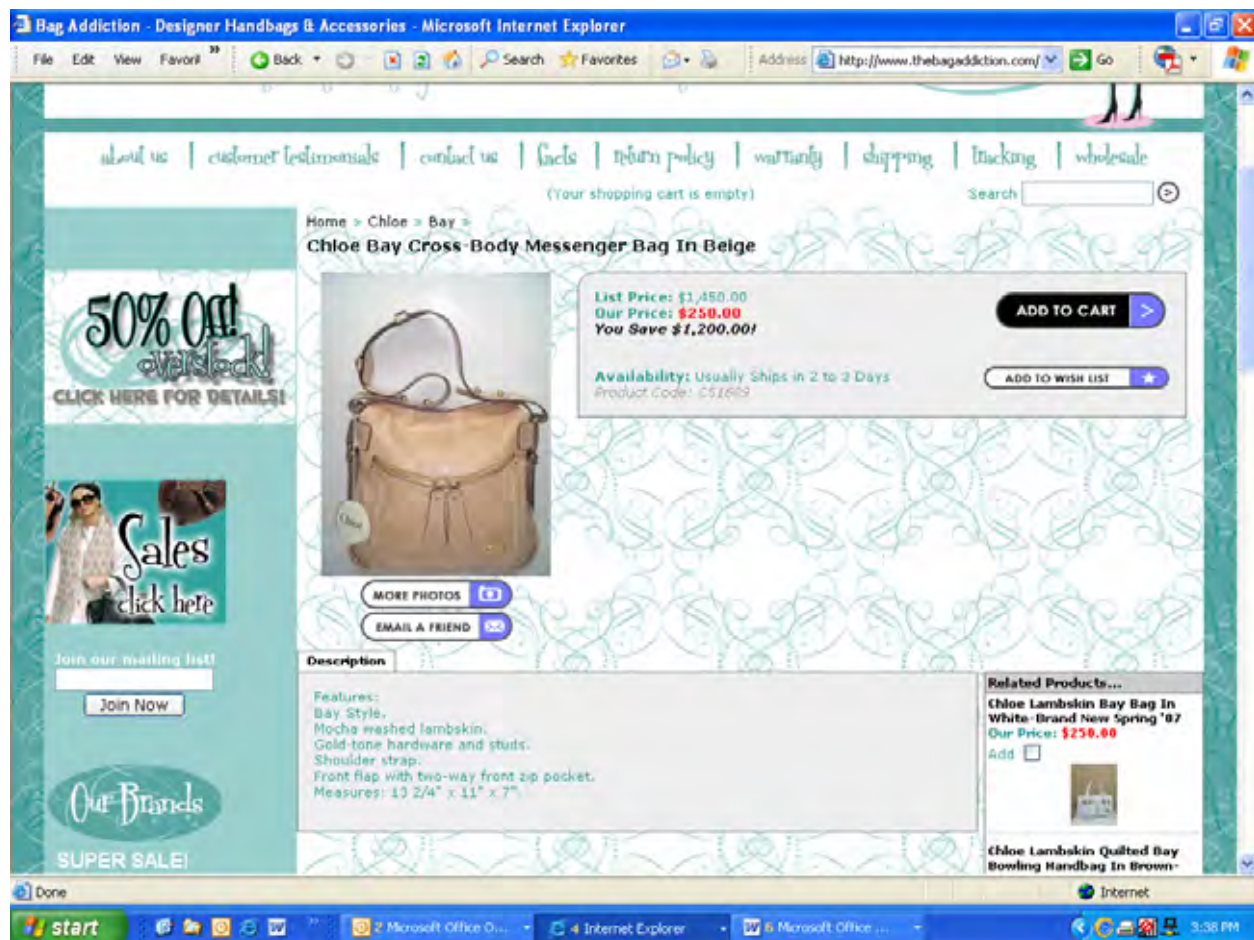 Bag Addiction - Designer Handbags & Accessories - Microsoft Internet Explorer
File Edit View Favorit » Back Search Favorites Address http://www.thebagaddiction.com/ Go
about us | customer testimonials | contact us | facts | return policy | warranty | shipping | tracking | wholesale
(Your shopping cart is empty) Search
Home > Chloe > Bay >
Chloe Bay Cross-Body Messenger Bag In Beige
50% Off!
overstock!
CLICK HERE FOR DETAILS!
List Price: $1,450.00
Our Price: $250.00
You Save $1,200.00!
ADD TO CART
Availability: Usually Ships in 2 to 3 Days
ADD TO WISH LIST
Product Code:
Chloe
Sales
click here
MORE PHOTOS
EMAIL A FRIEND
Join our mailing list!
Join Now
Description
Features:
Bay Style.
Mocha washed lambskin.
Gold-tone hardware and studs.
Shoulder strap.
Front flap with two-way front zip pocket.
Measures: 13 2/4" x 11" x 7".
Related Products...
Chloe Lambskin Bay Bag In
White-Brand New Spring '07
Our Price: $250.00
Add
Chloe Lambskin Quilted Bay
Bowling Handbag In Brown-
Our Brands
SUPER SALE!
Done Internet
start » 2 Microsoft Office O... 4 Internet Explorer 6 Microsoft Office ... 3:38 PM